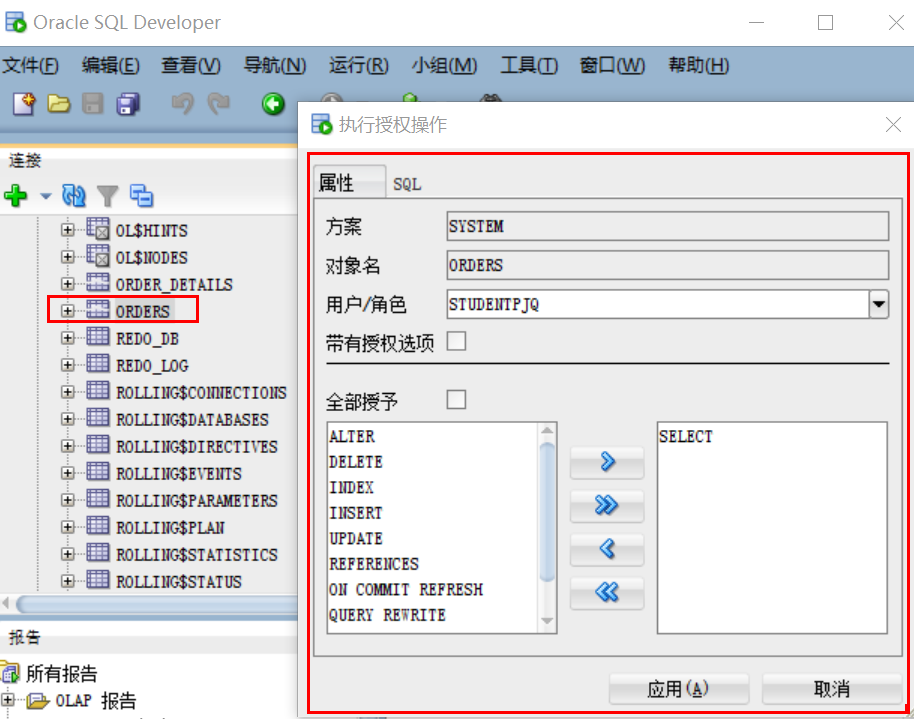 Oracle SQL Developer
文件(F) 编辑(E) 查看(V) 导航(N) 运行(R) 小组(M) 工具(T) 窗口(W) 帮助(H)
连接
OL$HINTS
OL$NODES
ORDER_DETAILS
ORDERS
REDO_DB
REDO_LOG
ROLLING$CONNECTIONS
ROLLING$DATABASES
ROLLING$DIRECTIVES
ROLLING$EVENTS
ROLLING$PARAMETERS
ROLLING$PLAN
ROLLING$STATISTICS
ROLLING$STATUS
报告
所有报告
OLAP 报告
执行授权操作
属性 SQL
方案 SYSTEM
对象名 ORDERS
用户/角色 STUDENTPJQ
带有授权选项
全部授予
ALTER
DELETE
INDEX
INSERT
UPDATE
REFERENCES
ON COMMIT REFRESH
QUERY REWRITE
SELECT
应用(A) 取消